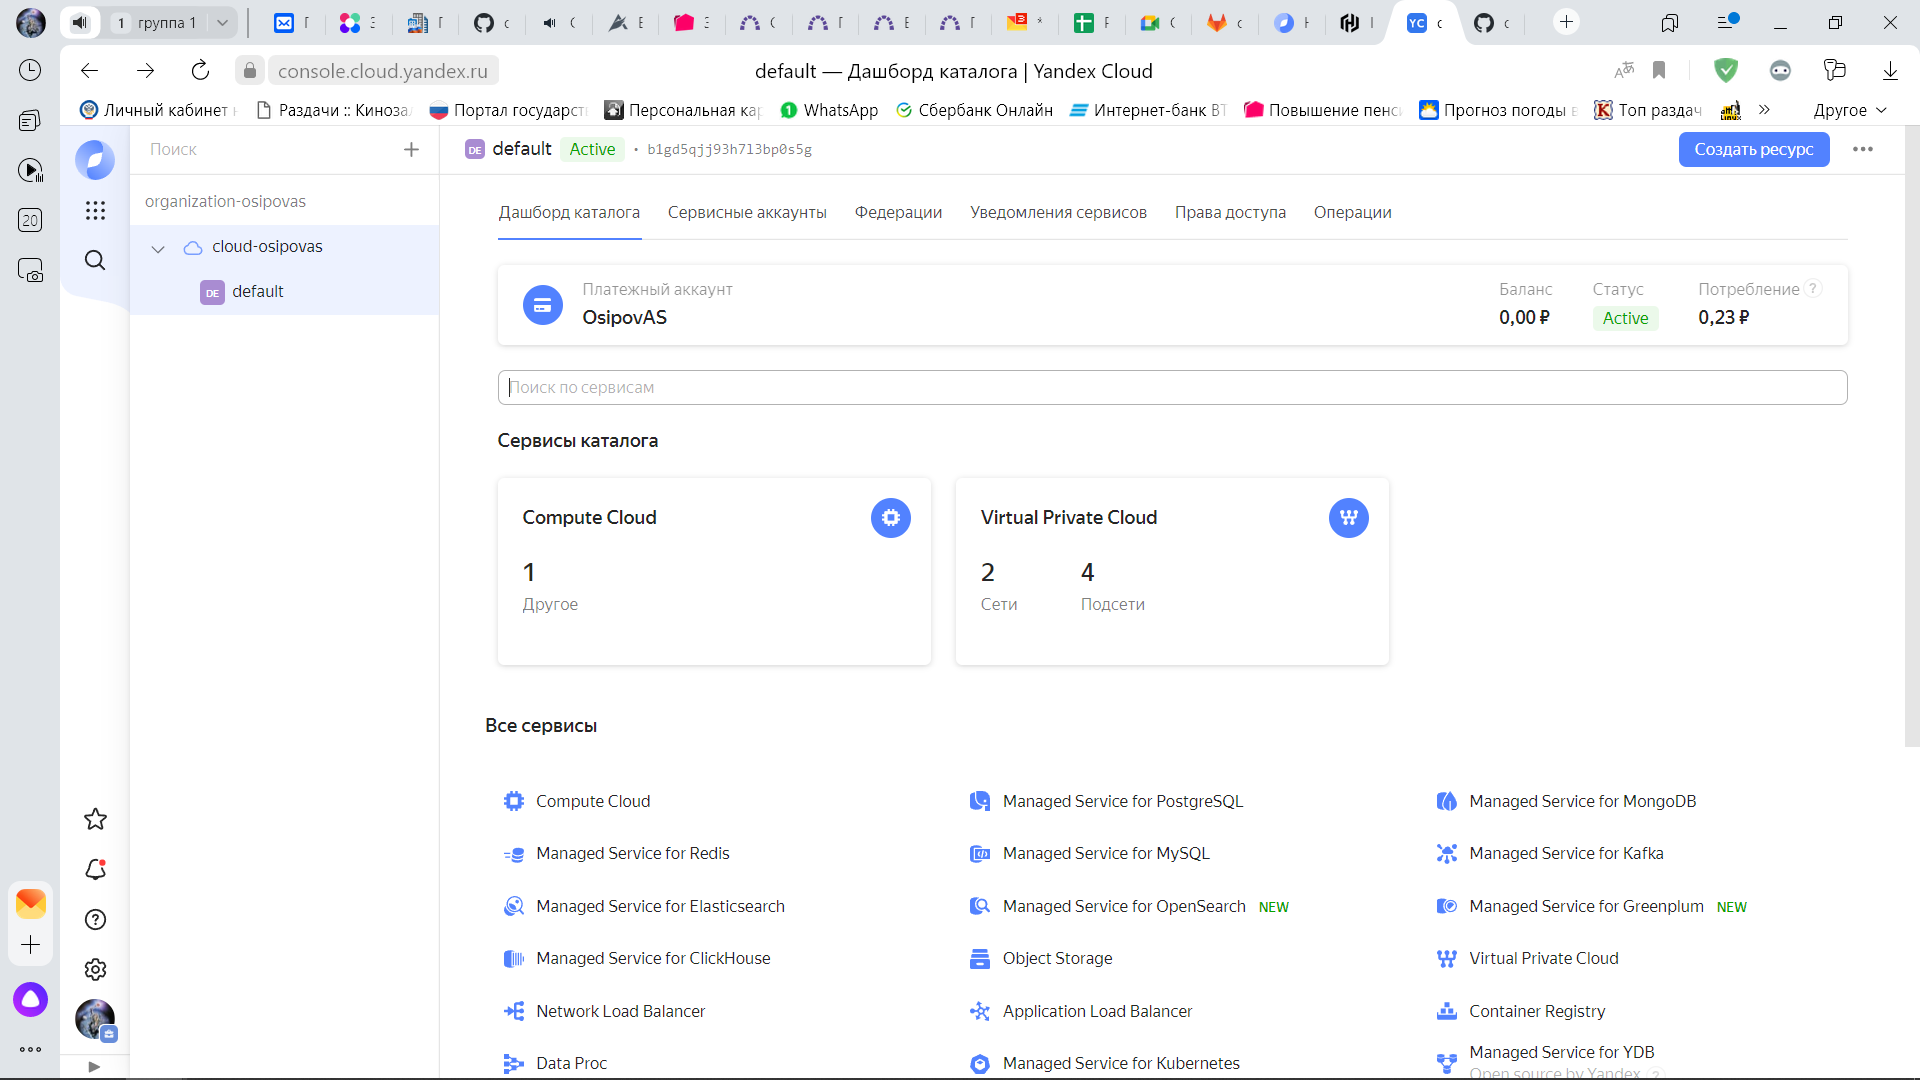 1 группа 1
YC
console.cloud.yandex.ru
default — Дашборд каталога | Yandex Cloud
Личный кабинет
Раздачи :: Кинозал
Портал государст
Персональная кар
WhatsApp
Сбербанк Онлайн
Интернет-банк ВТ
Повышение пенси
Прогноз погоды в
Топ раздач
»
Другое
20
Поиск
DE default Active • b1gd5qjj93h713bp0s5g
Создать ресурс
organization-osipovas
cloud-osipovas
DE default
Дашборд каталога
Сервисные аккаунты
Федерации
Уведомления сервисов
Права доступа
Операции
Платежный аккаунт
OsipovAS
Баланс
0,00 ₽
Статус
Active
Потребление ?
0,23 ₽
Поиск по сервисам
Сервисы каталога
Compute Cloud
1
Другое
Virtual Private Cloud
2
Сети
4
Подсети
Все сервисы
Compute Cloud
Managed Service for PostgreSQL
Managed Service for MongoDB
Managed Service for Redis
Managed Service for MySQL
Managed Service for Kafka
Managed Service for Elasticsearch
Managed Service for OpenSearch NEW
Managed Service for Greenplum NEW
Managed Service for ClickHouse
Object Storage
Virtual Private Cloud
Network Load Balancer
Application Load Balancer
Container Registry
Data Proc
Managed Service for Kubernetes
Managed Service for YDB
Open source by Yandex ?